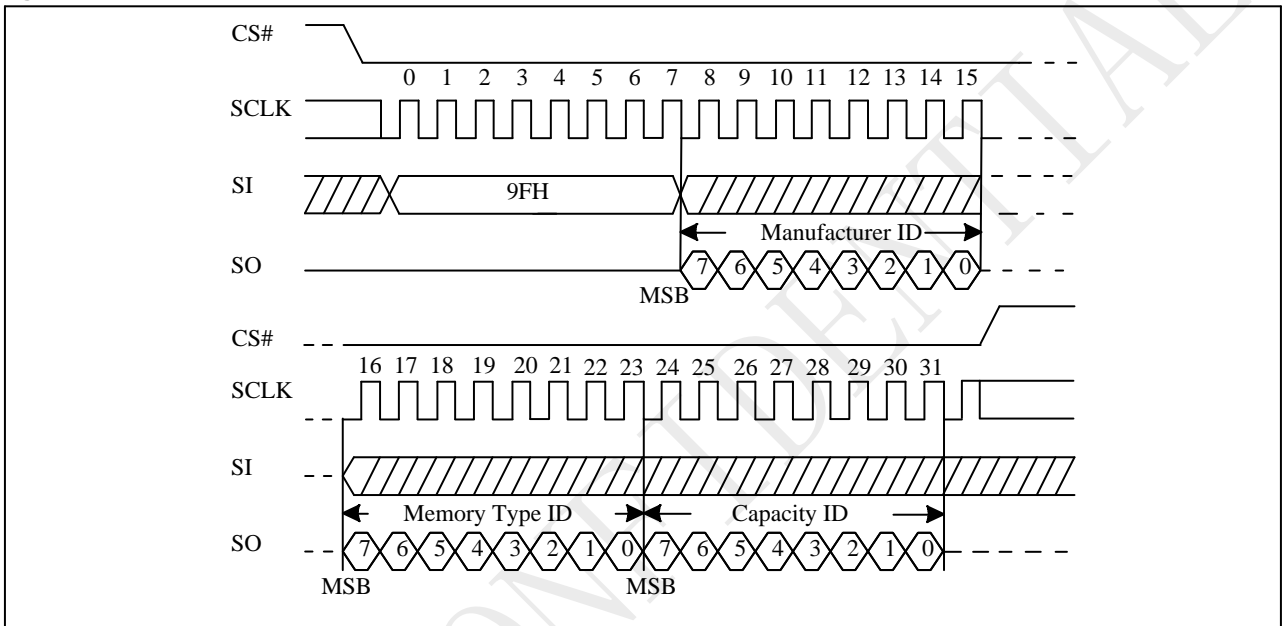 CS#
0 1 2 3 4 5 6 7 8 9 10 11 12 13 14 15
SCLK
SI
9FH
Manufacturer ID
SO
7 6 5 4 3 2 1 0
MSB
CS#
16 17 18 19 20 21 22 23 24 25 26 27 28 29 30 31
SCLK
SI
Memory Type ID Capacity ID
SO
7 6 5 4 3 2 1 0 7 6 5 4 3 2 1 0
MSB MSB
ONFIDENTIAL